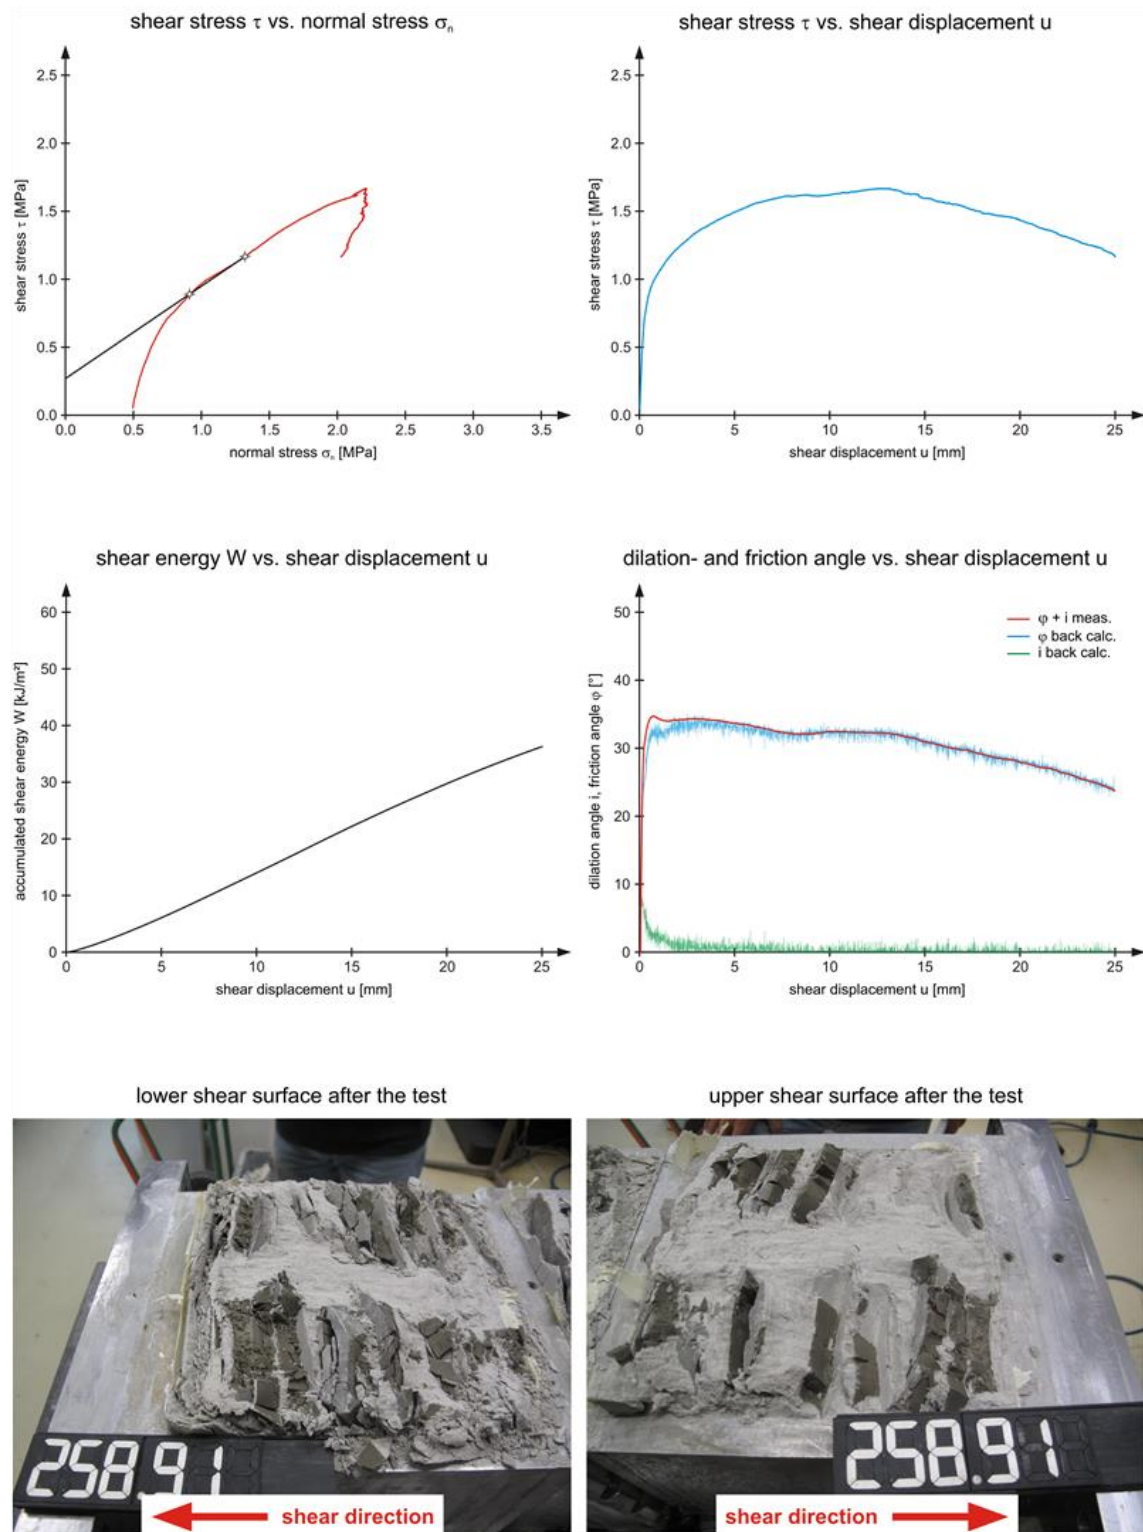 shear stress τ vs. normal stress σn
shear stress τ vs. shear displacement u
shear stress τ [MPa]
2.5
2.0
1.5
1.0
0.5
0.0
0.0 0.5 1.0 1.5 2.0 2.5 3.0 3.5
normal stress σn [MPa]
shear stress τ [MPa]
2.5
2.0
1.5
1.0
0.5
0.0
0 5 10 15 20 25
shear displacement u [mm]
shear energy W vs. shear displacement u
dilation- and friction angle vs. shear displacement u
accumulated shear energy W [kJ/m²]
60
50
40
30
20
10
0
0 5 10 15 20 25
shear displacement u [mm]
dilation angle i, friction angle φ [°]
50
40
30
20
10
0
0 5 10 15 20 25
shear displacement u [mm]
φ + i meas.
φ back calc.
i back calc.
lower shear surface after the test
upper shear surface after the test
258.91
shear direction
258.91
shear direction